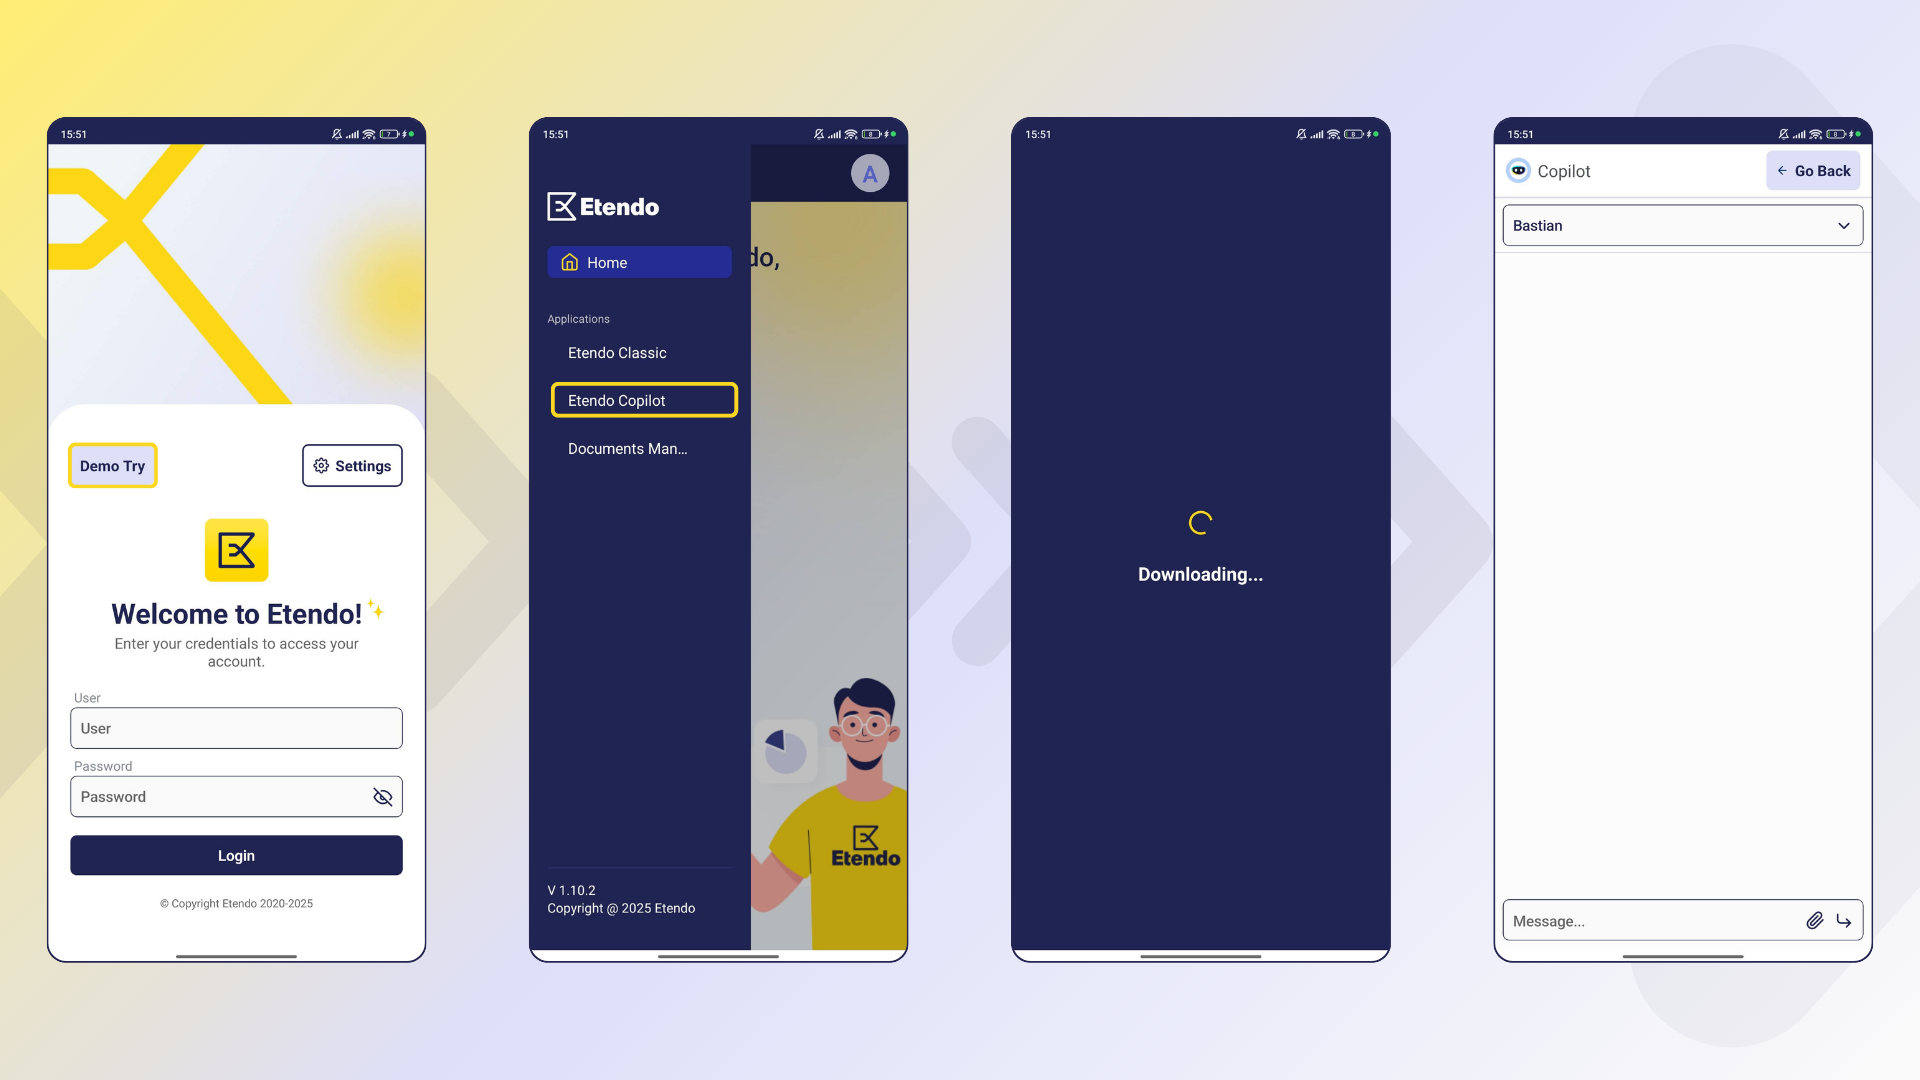 15:51
Demo Try
Settings
Welcome to Etendo!
Enter your credentials to access your
account.
User
User
Password
Password
Login
© Copyright Etendo 2020-2025
15:51
A
Etendo
Home
do,
Applications
Etendo Classic
Etendo Copilot
Documents Man...
Etendo
V 1.10.2
Copyright @ 2025 Etendo
15:51
Downloading...
15:51
Copilot
Go Back
Bastian
Message...